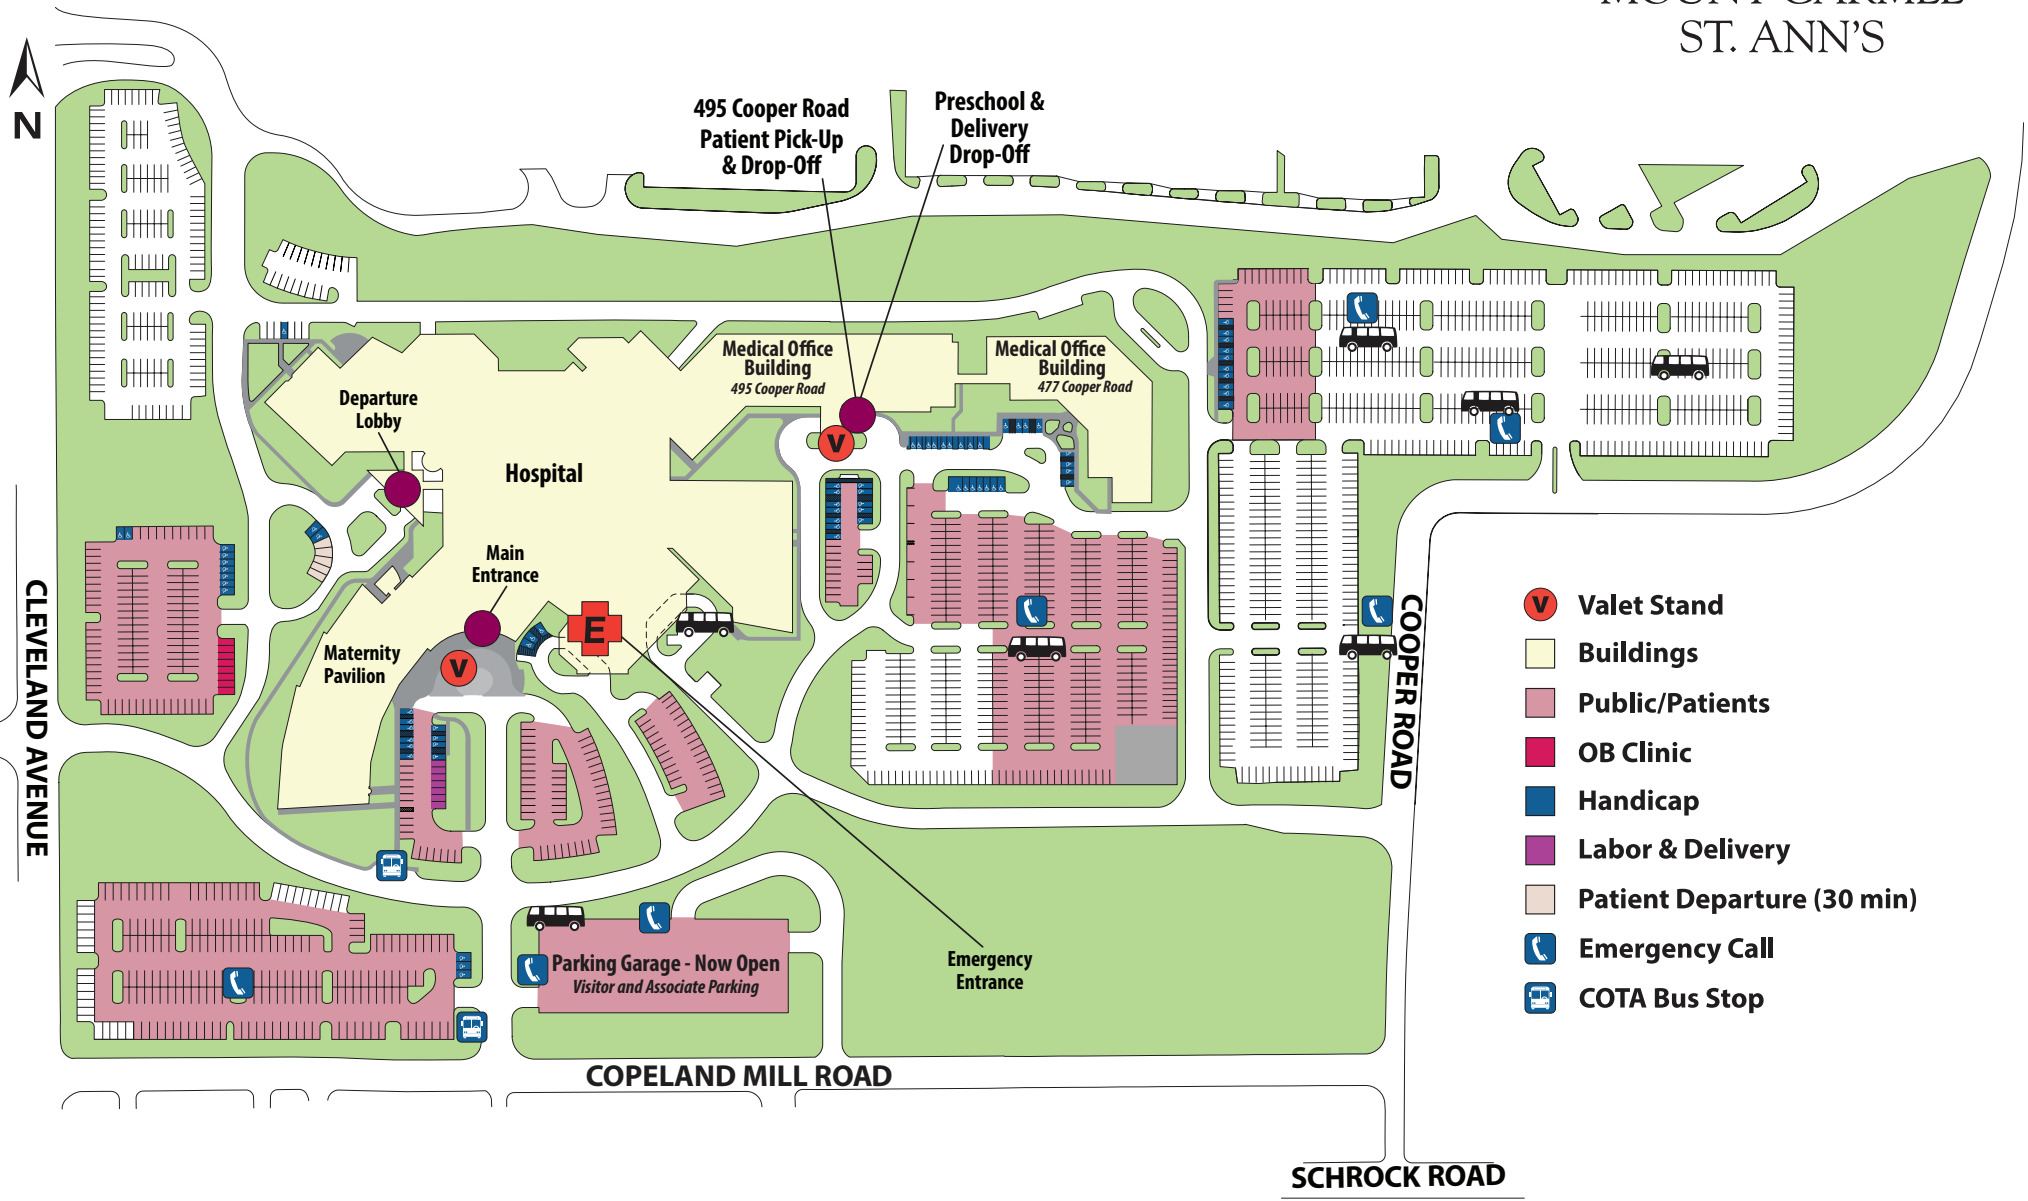 MOUNT CARMEL
ST. ANN'S
N
495 Cooper Road
Patient Pick-Up
& Drop-Off
Preschool &
Delivery
Drop-Off
Medical Office
Building
495 Cooper Road
Medical Office
Building
477 Cooper Road
Departure
Lobby
V
Hospital
Main
Entrance
E
Maternity
Pavilion
V
CLEVELAND AVENUE
COOPER ROAD
V Valet Stand
Buildings
Public/Patients
OB Clinic
Handicap
Labor & Delivery
Patient Departure (30 min)
Emergency Call
COTA Bus Stop
Parking Garage - Now Open
Visitor and Associate Parking
Emergency
Entrance
COPELAND MILL ROAD
SCHROCK ROAD